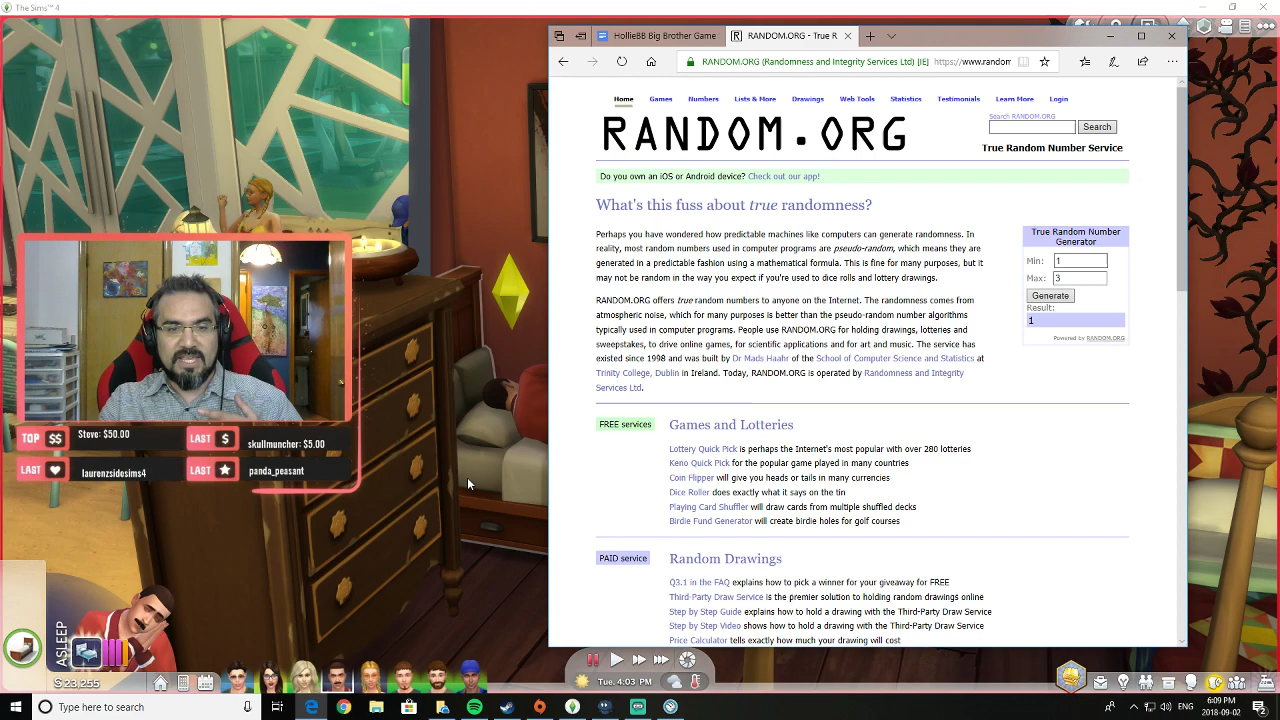 The Sims™ 4
HollieBB Big Brother Game
RANDOM.ORG - True R
RANDOM.ORG (Randomness and Integrity Services Ltd) [IE] https://www.random
Home Games Numbers Lists & More Drawings Web Tools Statistics Testimonials Learn More Login
RANDOM.ORG
Search RANDOM.ORG
Search
True Random Number Service
Do you own an iOS or Android device? Check out our app!
What's this fuss about true randomness?
Perhaps you have wondered how predictable machines like computers can generate randomness. In
reality, most random numbers used in computer programs are pseudo-random, which means they are
generated in a predictable fashion using a mathematical formula. This is fine for many purposes, but it
may not be random in the way you expect if you're used to dice rolls and lottery drawings.
RANDOM.ORG offers true random numbers to anyone on the Internet. The randomness comes from
atmospheric noise, which for many purposes is better than the pseudo-random number algorithms
typically used in computer programs. People use RANDOM.ORG for holding drawings, lotteries and
sweepstakes, to drive online games, for scientific applications and for art and music. The service has
existed since 1998 and was built by Dr Mads Haahr of the School of Computer Science and Statistics at
Trinity College, Dublin in Ireland. Today, RANDOM.ORG is operated by Randomness and Integrity
Services Ltd.
True Random Number
Generator
Min: 1
Max: 3
Generate
Result:
1
Powered by RANDOM.ORG
FREE services
Games and Lotteries
Lottery Quick Pick is perhaps the Internet's most popular with over 280 lotteries
Keno Quick Pick for the popular game played in many countries
Coin Flipper will give you heads or tails in many currencies
Dice Roller does exactly what it says on the tin
Playing Card Shuffler will draw cards from multiple shuffled decks
Birdie Fund Generator will create birdie holes for golf courses
PAID service
Random Drawings
Q3.1 in the FAQ explains how to pick a winner for your giveaway for FREE
Third-Party Draw Service is the premier solution to holding random drawings online
Step by Step Guide explains how to hold a drawing with the Third-Party Draw Service
Step by Step Video shows how to hold a drawing with the Third-Party Draw Service
Price Calculator tells exactly how much your drawing will cost
TOP $$ Steve: $50.00 LAST $ skullmuncher: $5.00
LAST laurenzsidesims4 LAST panda_peasant
ASLEEP
$ 23,255
Tue. 4:03 PM
Type here to search
ENG
6:09 PM
2018-09-02